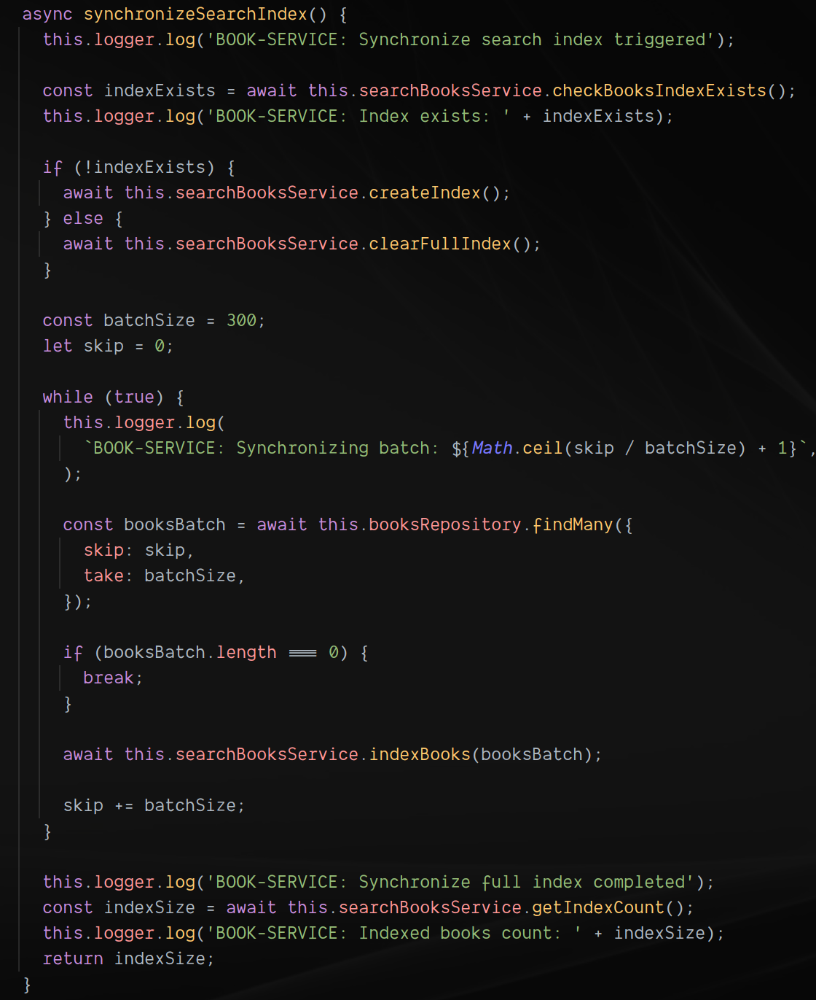 async synchronizeSearchIndex() {
this.logger.log('BOOK-SERVICE: Synchronize search index triggered');
const indexExists = await this.searchBooksService.checkBooksIndexExists();
this.logger.log('BOOK-SERVICE: Index exists: ' + indexExists);
if (!indexExists) {
await this.searchBooksService.createIndex();
} else {
await this.searchBooksService.clearFullIndex();
}
const batchSize = 300;
let skip = 0;
while (true) {
this.logger.log(
`BOOK-SERVICE: Synchronizing batch: ${Math.ceil(skip / batchSize) + 1}`,
);
const booksBatch = await this.booksRepository.findMany({
skip: skip,
take: batchSize,
});
if (booksBatch.length === 0) {
break;
}
await this.searchBooksService.indexBooks(booksBatch);
skip += batchSize;
}
this.logger.log('BOOK-SERVICE: Synchronize full index completed');
const indexSize = await this.searchBooksService.getIndexCount();
this.logger.log('BOOK-SERVICE: Indexed books count: ' + indexSize);
return indexSize;
}